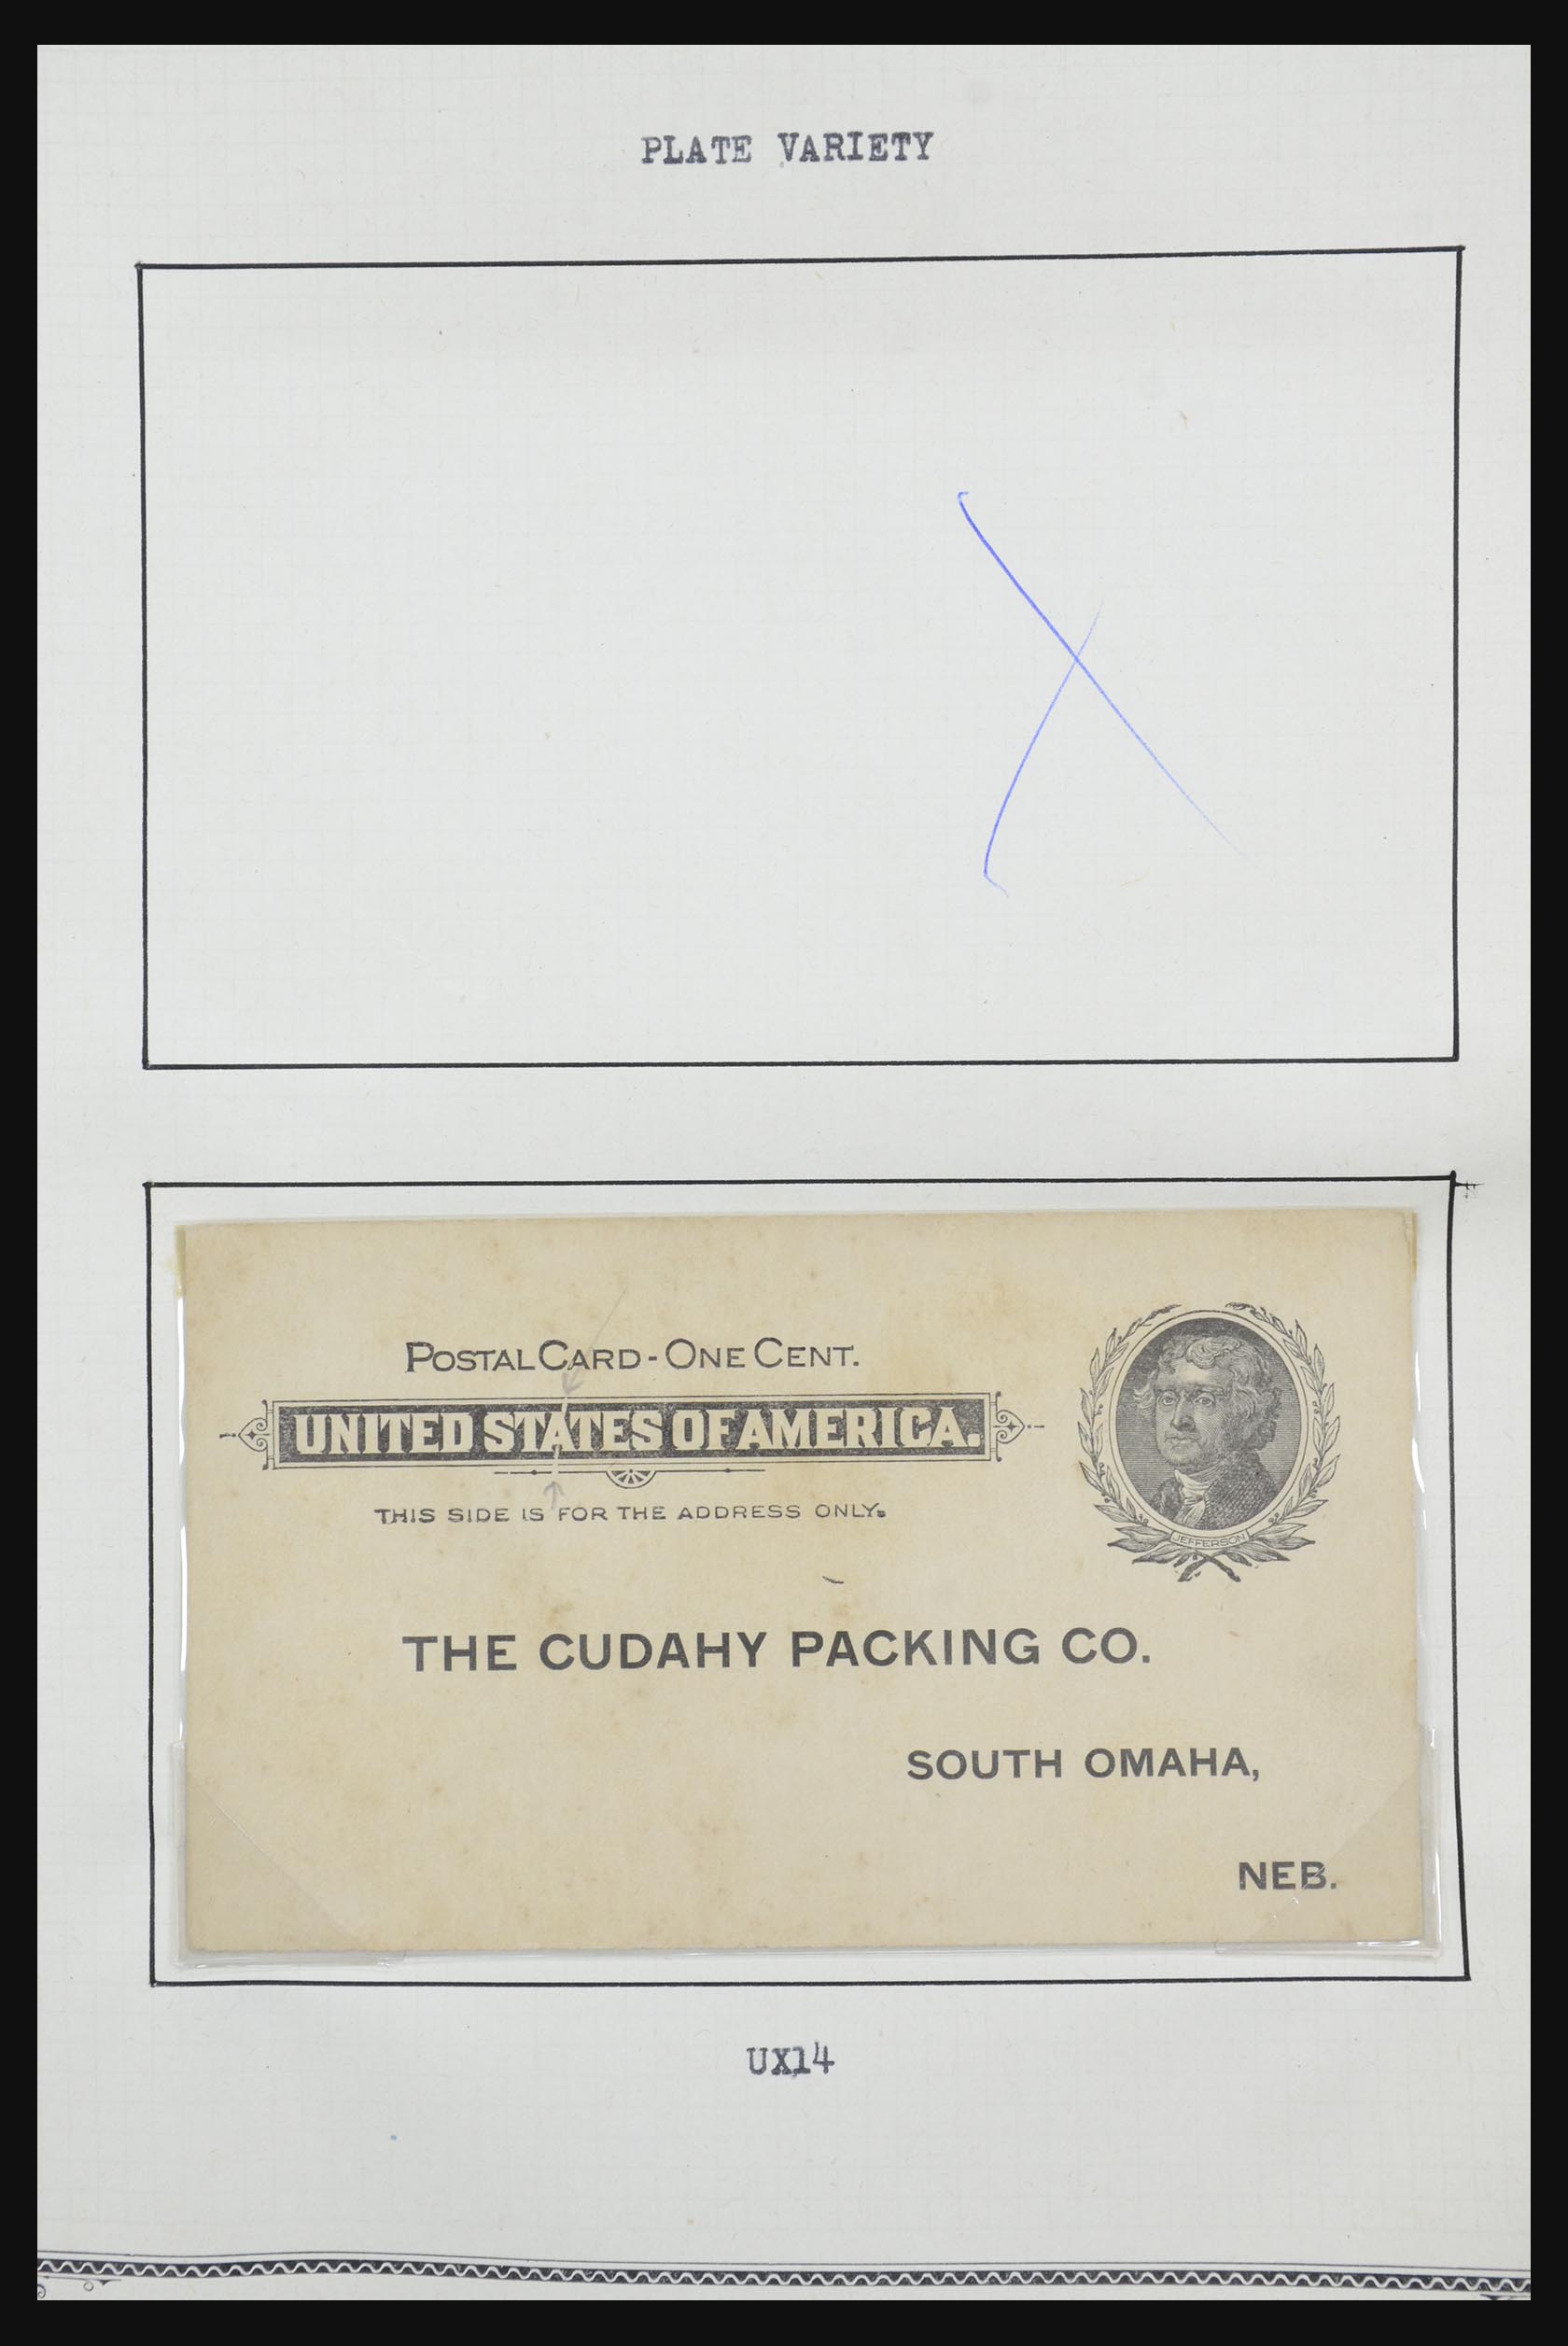 PLATE VARIETY
X
POSTAL CARD - ONE CENT.
UNITED STATES OF AMERICA.
THIS SIDE IS FOR THE ADDRESS ONLY.
JEFFERSON
THE CUDAHY PACKING CO.
SOUTH OMAHA,
NEB.
UX14